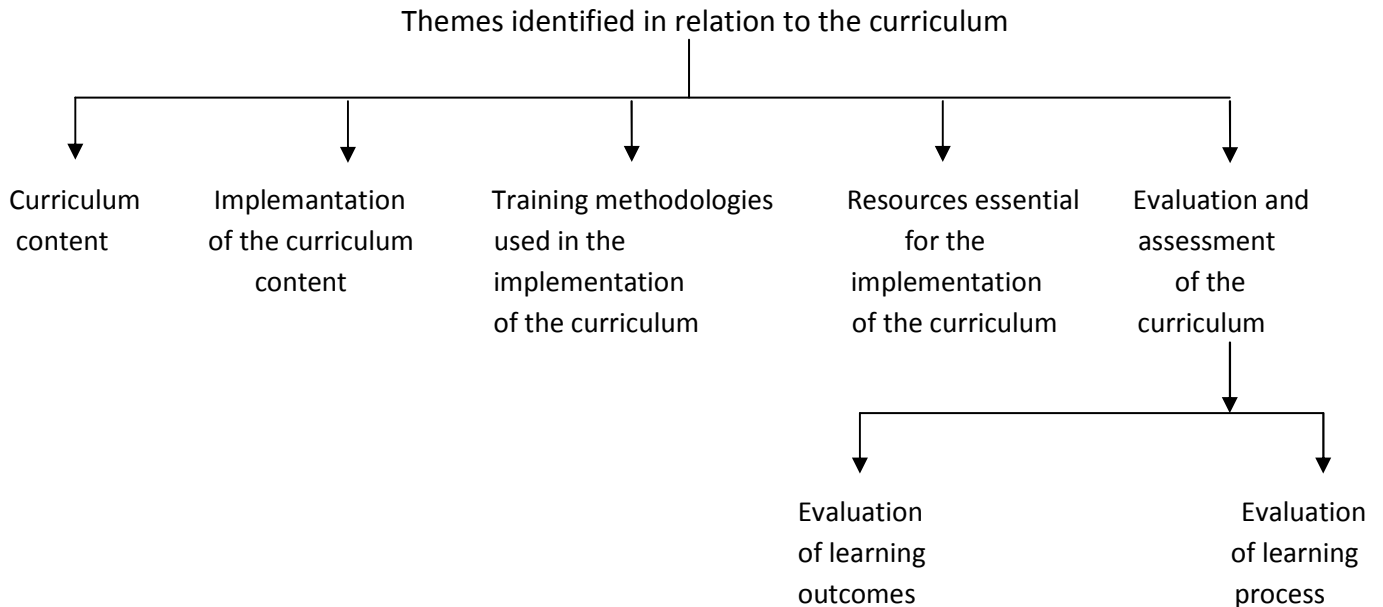 Themes identified in relation to the curriculum
Curriculum
content
Implemantation
of the curriculum
content
Training methodologies
used in the
implementation
of the curriculum
Resources essential
for the
implementation
of the curriculum
Evaluation and
assessment
of the
curriculum
Evaluation
of learning
outcomes
Evaluation
of learning
process